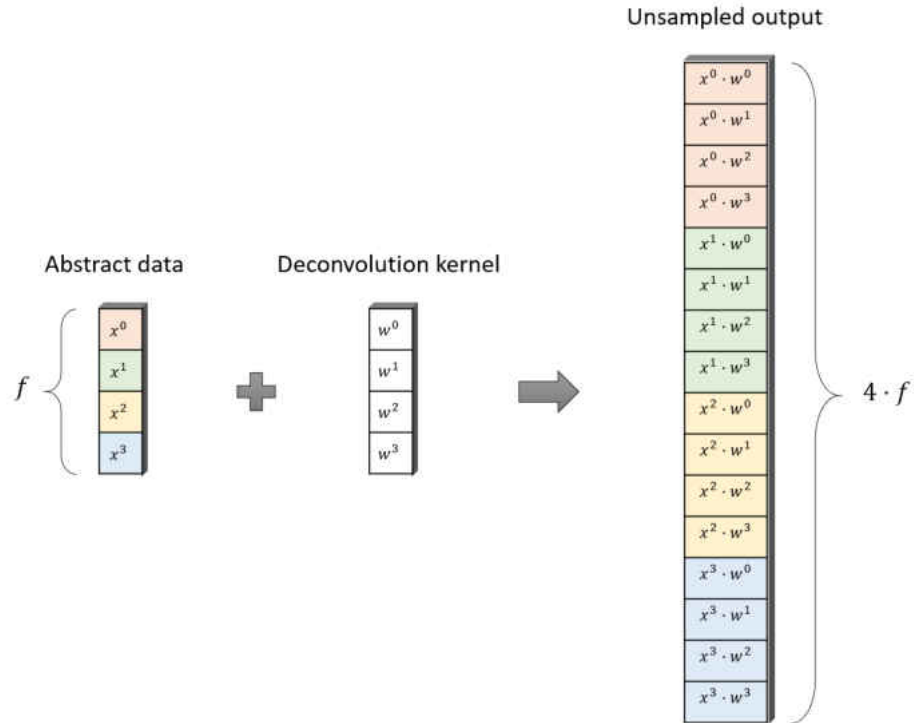 Unsampled output
x⁰ · w⁰
x⁰ · w¹
x⁰ · w²
x⁰ · w³
x¹ · w⁰
x¹ · w¹
x¹ · w²
x¹ · w³
x² · w⁰
x² · w¹
x² · w²
x² · w³
x³ · w⁰
x³ · w¹
x³ · w²
x³ · w³
4 · f
Abstract data
f
x⁰
x¹
x²
x³
Deconvolution kernel
w⁰
w¹
w²
w³